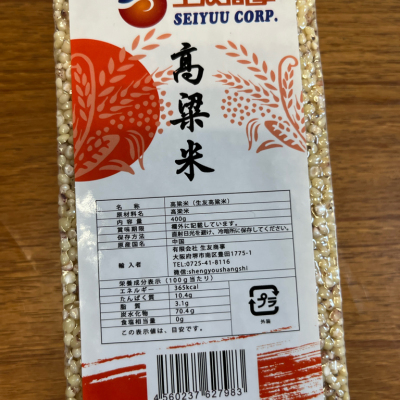 SEIYUU CORP.
高粱米
名 称 高粱米(生友高粱米)
原材料名 高粱米
内 容 量 400g
賞味期限 欄外に記載しています。
保存方法 直射日光を避け、冷暗所に保存してください。
原産国名 中国
輸 入 者 有限会社 生友商事
大阪府堺市南区豊田1775-1
TEL:0725-41-8116
微信:shengyoushangshi
栄養成分表示(100g当たり)
エネルギー 365kcal
たんぱく質 10.4g
脂 質 3.1g
炭水化物 70.4g
食塩相当量 0g
この表示値は、目安です。
プラ
外装
4560237627983